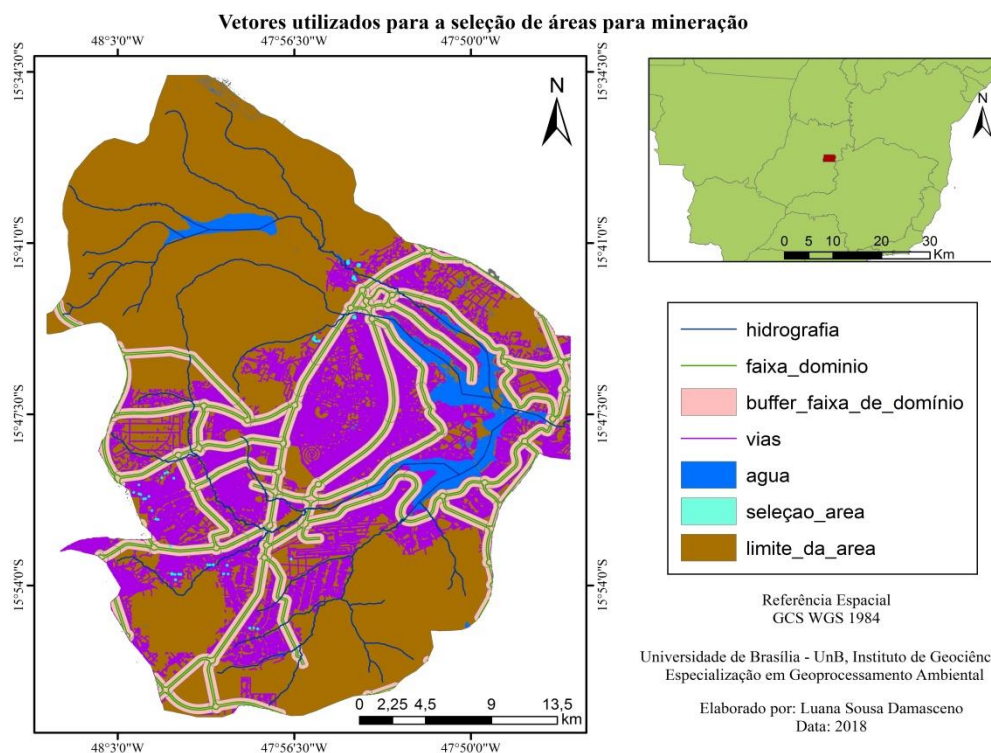 Vetores utilizados para a seleção de áreas para mineração
48°3'0"W 47°56'30"W 47°50'0"W
15°34'30"S
15°41'0"S
15°47'30"S
15°54'0"S
N
0 2,25 4,5 9 13,5
km
48°3'0"W 47°56'30"W 47°50'0"W
15°34'30"S
15°41'0"S
15°47'30"S
15°54'0"S
N
0 5 10 20 30
Km
hidrografia
faixa_dominio
buffer_faixa_de_domínio
vias
agua
seleçao_area
limite_da_area
Referência Espacial
GCS WGS 1984
Universidade de Brasília - UnB, Instituto de Geociênc
Especialização em Geoprocessamento Ambiental
Elaborado por: Luana Sousa Damasceno
Data: 2018